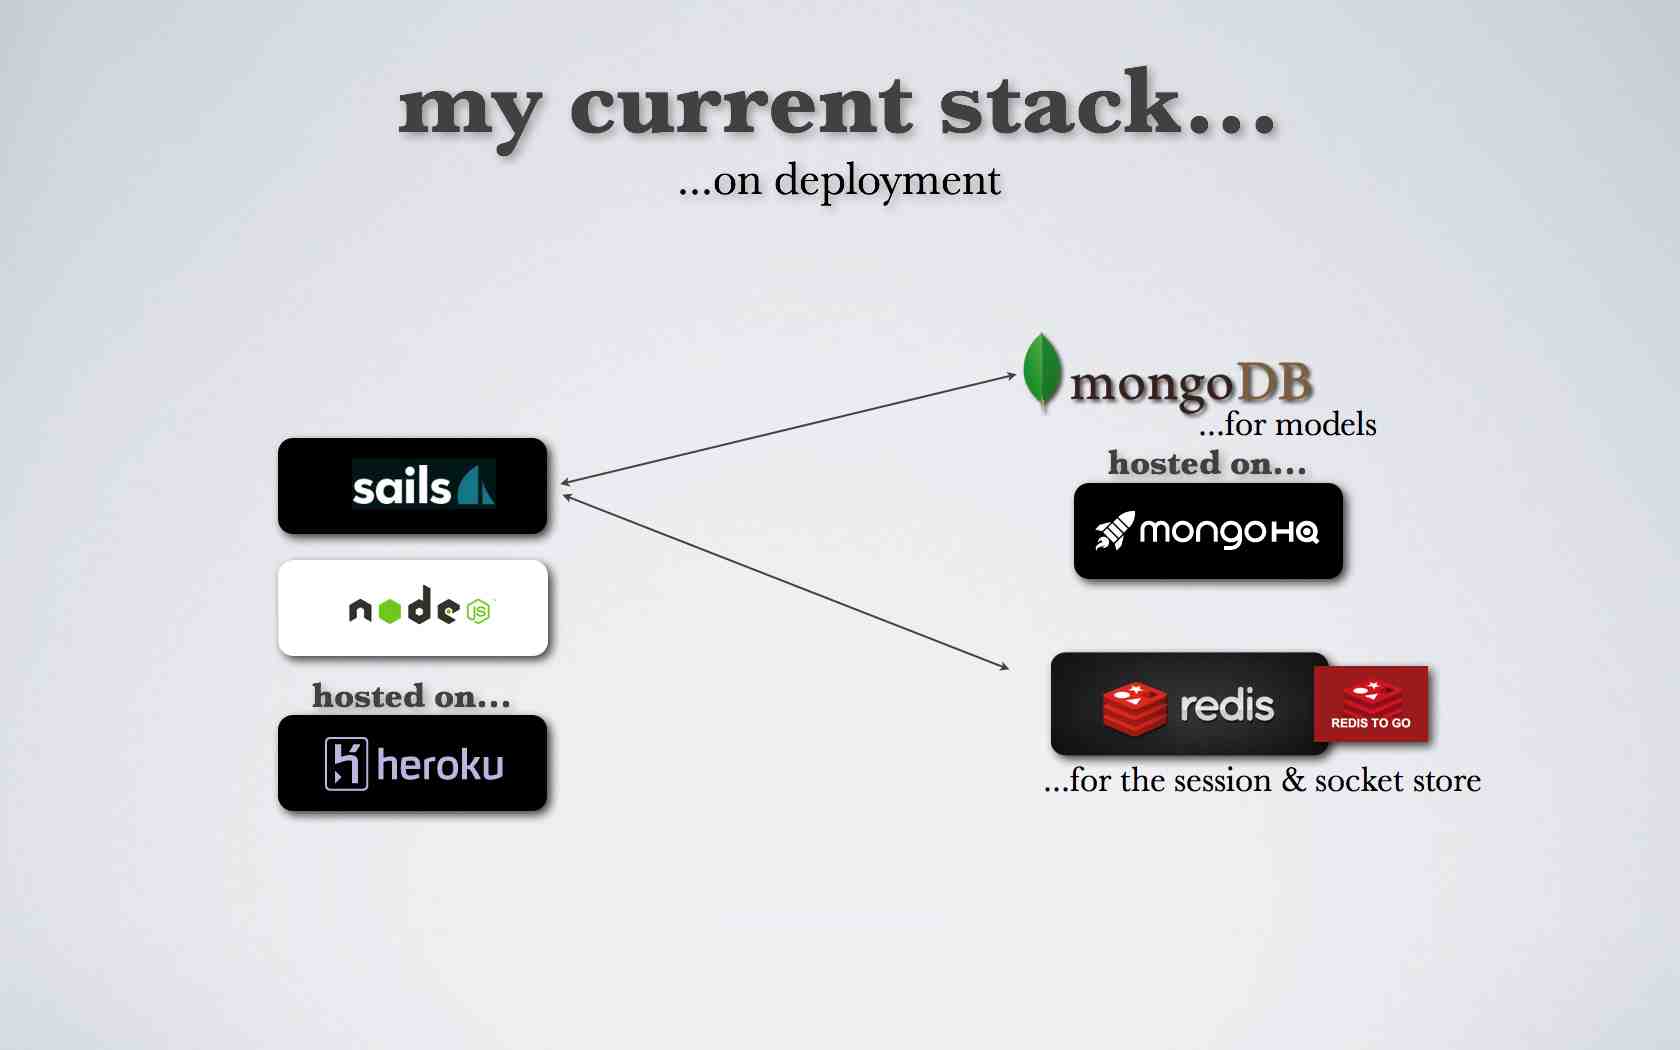 my current stack...
...on deployment
sails
node JS
hosted on...
heroku
mongoDB
...for models
hosted on...
mongoHQ
redis
REDIS TO GO
...for the session & socket store